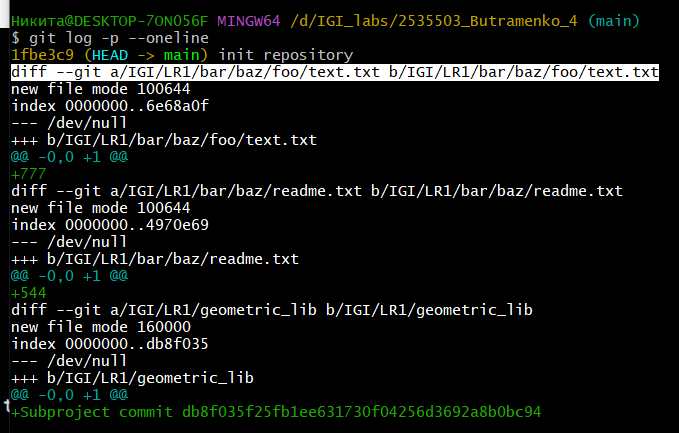 Никита@DESKTOP-7ONO56F MINGW64 /d/IGI_labs/2535503_Butramenko_4 (main)
$ git log -p --oneline
1fbe3c9 (HEAD -> main) init repository
diff --git a/IGI/LR1/bar/baz/foo/text.txt b/IGI/LR1/bar/baz/foo/text.txt
new file mode 100644
index 0000000..6e68a0f
--- /dev/null
+++ b/IGI/LR1/bar/baz/foo/text.txt
@@ -0,0 +1 @@
+777
diff --git a/IGI/LR1/bar/baz/readme.txt b/IGI/LR1/bar/baz/readme.txt
new file mode 100644
index 0000000..4970e69
--- /dev/null
+++ b/IGI/LR1/bar/baz/readme.txt
@@ -0,0 +1 @@
+544
diff --git a/IGI/LR1/geometric_lib b/IGI/LR1/geometric_lib
new file mode 160000
index 0000000..db8f035
--- /dev/null
+++ b/IGI/LR1/geometric_lib
@@ -0,0 +1 @@
+Subproject commit db8f035f25fb1ee631730f04256d3692a8b0bc94